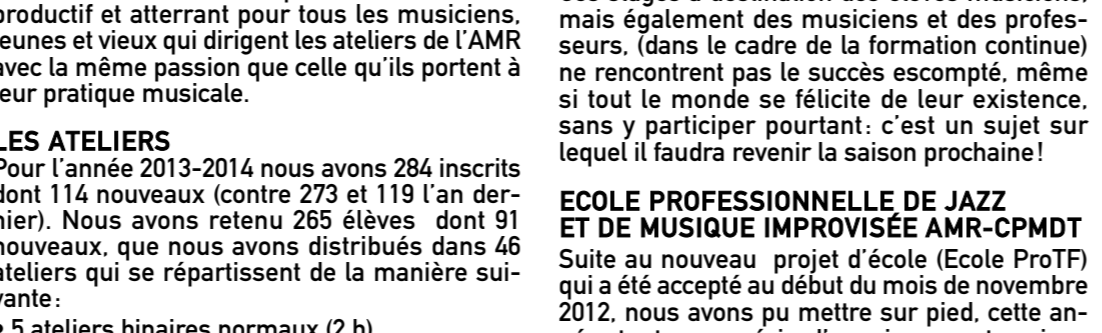 productif et atterrant pour tous les musiciens,
jeunes et vieux qui dirigent les ateliers de l'AMR
avec la même passion que celle qu'ils portent à
leur pratique musicale.
LES ATELIERS
Pour l'année 2013-2014 nous avons 284 inscrits
dont 114 nouveaux (contre 273 et 119 l'an der-
nier). Nous avons retenu 265 élèves dont 91
nouveaux, que nous avons distribués dans 46
ateliers qui se répartissent de la manière sui-
vante:
• 5 ateliers binaires normaux (2 h)
mais également des musiciens et des profes-
seurs, (dans le cadre de la formation continue)
ne rencontrent pas le succès escompté, même
si tout le monde se félicite de leur existence,
sans y participer pourtant: c'est un sujet sur
lequel il faudra revenir la saison prochaine!
ECOLE PROFESSIONNELLE DE JAZZ
ET DE MUSIQUE IMPROVISÉE AMR-CPMDT
Suite au nouveau projet d'école (Ecole ProTF)
qui a été accepté au début du mois de novembre
2012, nous avons pu mettre sur pied, cette an-